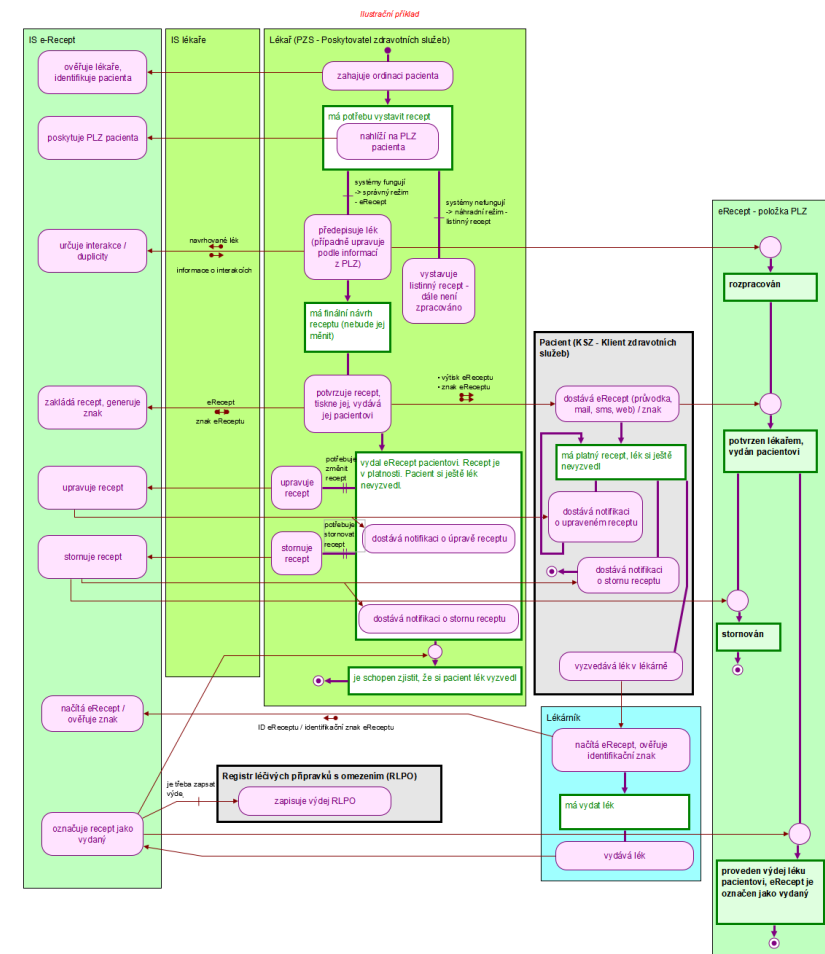 Ilustrační příklad
IS e-Recept
IS lékaře
Lékař (PZS - Poskytovatel zdravotních služeb)
ověřuje lékaře,
identifikuje pacienta
zahajuje ordinaci pacienta
má potřebu vystavit recept
poskytuje PLZ pacienta
nahlíží na PLZ
pacienta
systémy fungují
-> správný režim
- eRecept
systémy nefungují
-> náhradní režim -
listinný recept
eRecept - položka PLZ
určuje interakce /
duplicity
navrhované lék
informace o interakcích
předepisuje lék
(případně upravuje
podle informací
z PLZ)
vystavuje
listinný recept -
dále není
zpracováno
rozpracován
má finální návrh
receptu (nebude jej
měnit)
Pacient (KSZ - Klient zdravotních
služeb)
zakládá recept, generuje
znak
eRecept
znak eReceptu
potvrzuje recept,
tiskne jej, vydává
jej pacientovi
• výtisk eReceptu
• znak eReceptu
dostává eRecept (průvodka,
mail, sms, web) / znak
potvrzen lékařem,
vydán pacientovi
má platný recept, lék si ještě
nevyzvedl
vydal eRecept pacientovi. Recept je
v platnosti. Pacient si ještě lék
nevyzvedl.
potřebuje
změnit
recept
upravuje recept
upravuje
recept
dostává notifikaci
o upraveném receptu
potřebuje
stornovat
recept
stornuje recept
stornuje
recept
dostává notifikaci o úpravě receptu
dostává notifikaci
o stornu receptu
dostává notifikaci o stornu receptu
stornován
vyzvedává lék v lékárně
je schopen zjistit, že si pacient lék vyzvedl
načítá eRecept /
ověřuje znak
ID eReceptu / identifikační znak eReceptu
Lékárník
načítá eRecept, ověřuje
identifikační znak
je třeba zapsat
výdej
Registr léčivých přípravků s omezením (RLPO)
zapisuje výdej RLPO
má vydat lék
označuje recept jako
vydaný
vydává lék
proveden výdej léku
pacientovi, eRecept je
označen jako vydaný